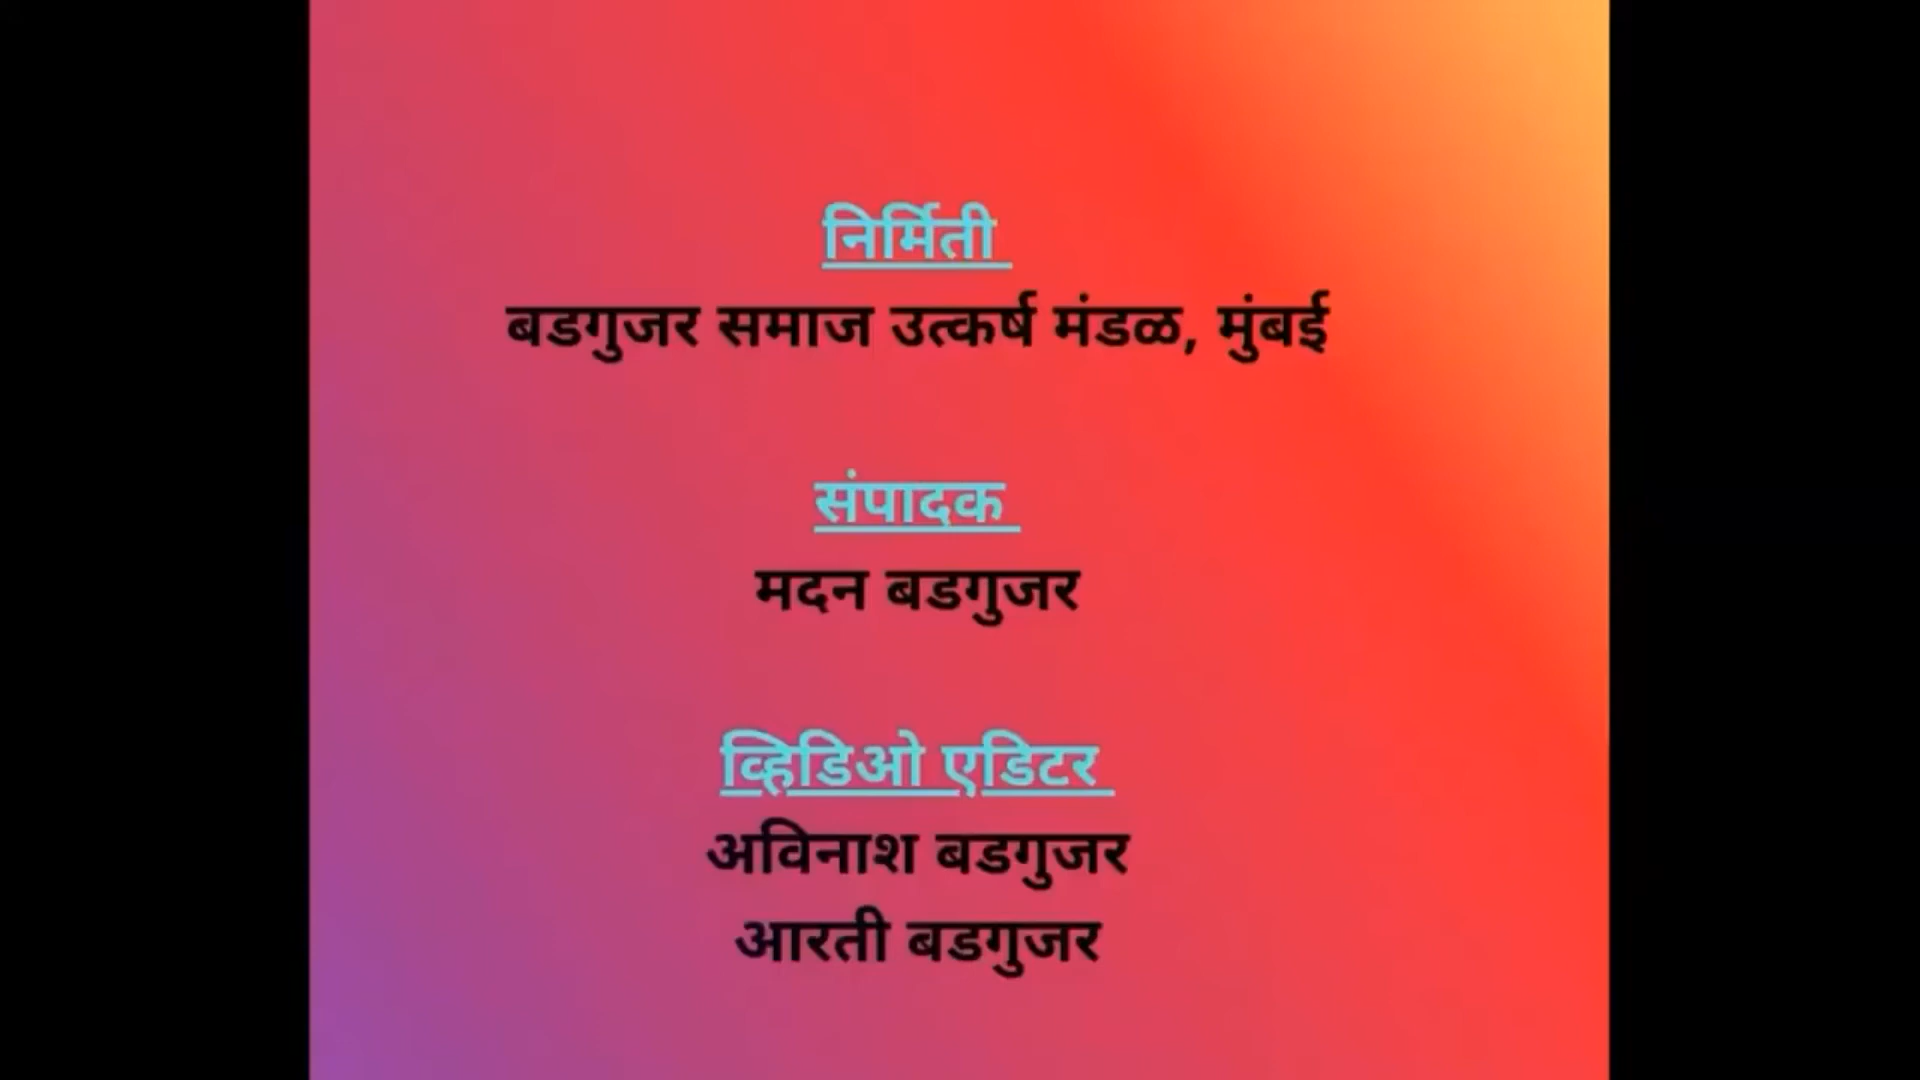 निर्मिती
बडगुजर समाज उत्कर्ष मंडळ, मुंबई
संपादक
मदन बडगुजर
व्हिडिओ एडिटर
अविनाश बडगुजर
आरती बडगुजर